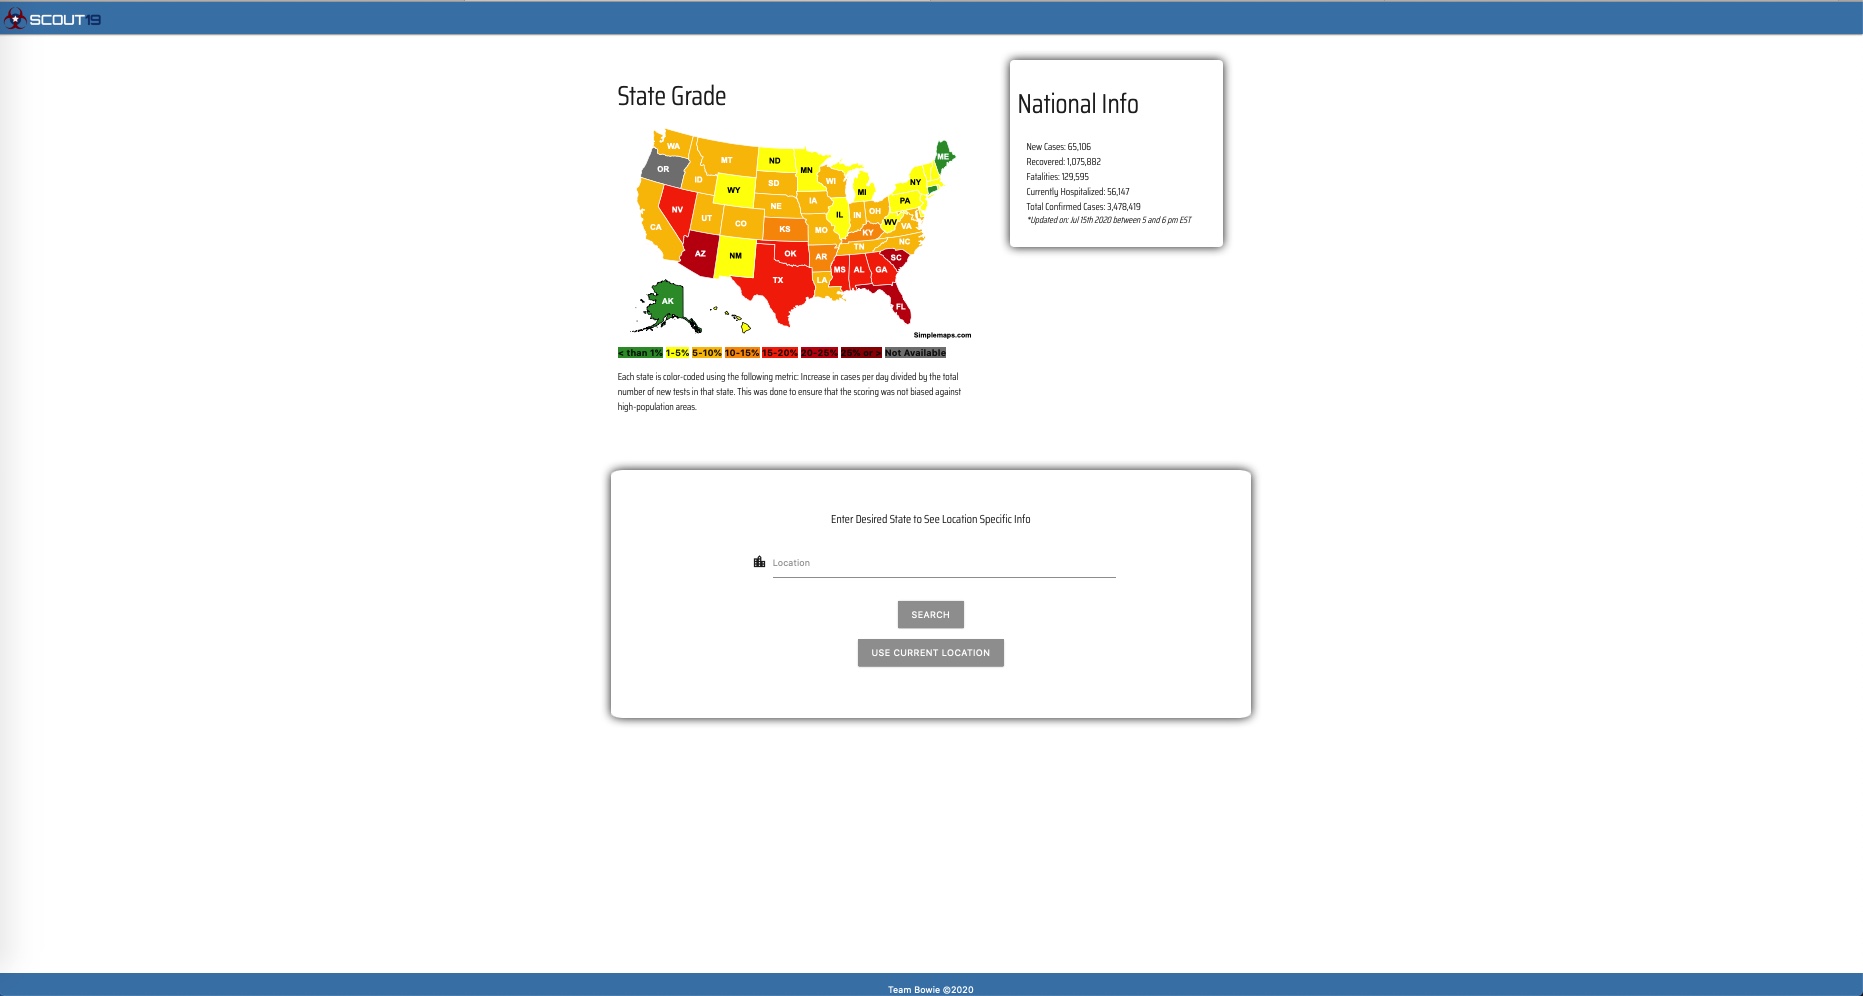 SCOUT19
State Grade
WA
MT
ND
MN
ME
OR
ID
SD
WI
MI
NY
WY
IA
PA
NV
NE
IL
IN
OH
UT
CO
WV
VA
CA
KS
MO
KY
NC
TN
AZ
NM
OK
AR
SC
MS
AL
GA
TX
LA
AK
FL
Simplemaps.com
< than 1% 1-5% 5-10% 10-15% 15-20% 20-25% 25% or > Not Available
Each state is color-coded using the following metric: Increase in cases per day divided by the total
number of new tests in that state. This was done to ensure that the scoring was not biased against
high-population areas.
National Info
New Cases: 65,106
Recovered: 1,075,882
Fatalities: 129,595
Currently Hospitalized: 56,147
Total Confirmed Cases: 3,478,419
*Updated on: Jul 15th 2020 between 5 and 6 pm EST
Enter Desired State to See Location Specific Info
Location
SEARCH
USE CURRENT LOCATION
Team Bowie ©2020